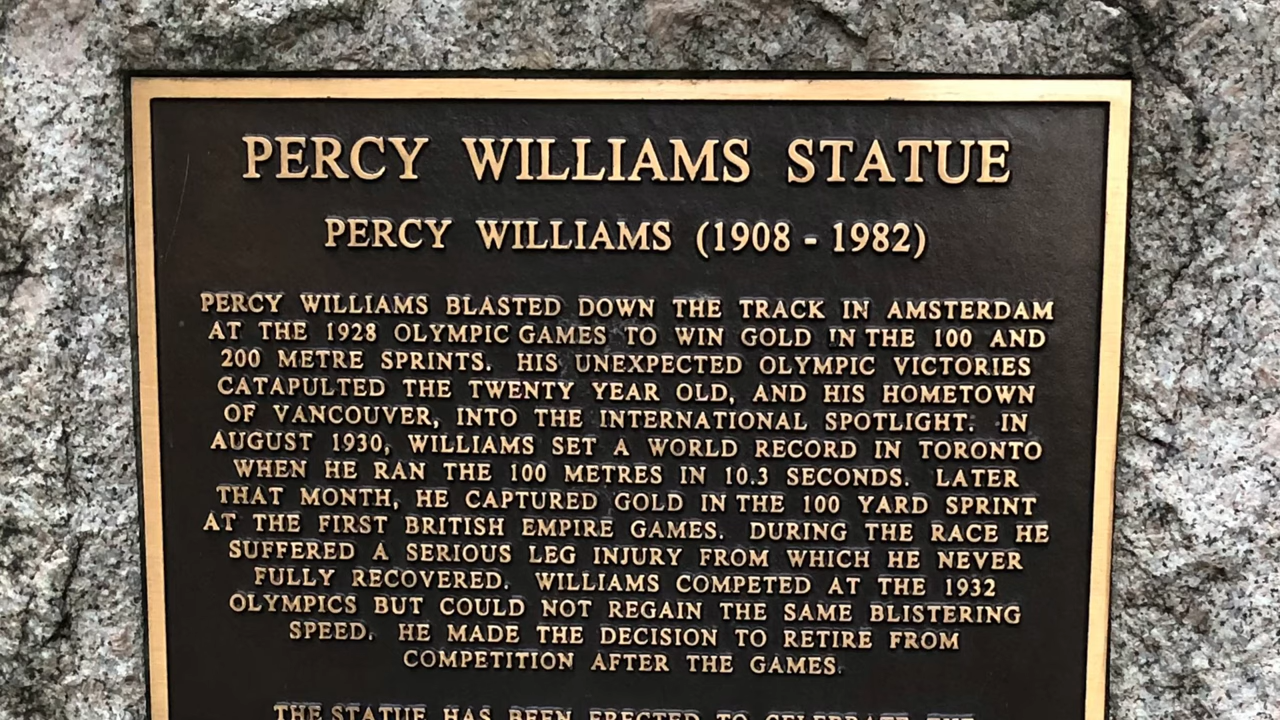 PERCY WILLIAMS STATUE
PERCY WILLIAMS (1908 - 1982)
PERCY WILLIAMS BLASTED DOWN THE TRACK IN AMSTERDAM
AT THE 1928 OLYMPIC GAMES TO WIN GOLD IN THE 100 AND
200 METRE SPRINTS. HIS UNEXPECTED OLYMPIC VICTORIES
CATAPULTED THE TWENTY YEAR OLD, AND HIS HOMETOWN
OF VANCOUVER, INTO THE INTERNATIONAL SPOTLIGHT. IN
AUGUST 1930, WILLIAMS SET A WORLD RECORD IN TORONTO
WHEN HE RAN THE 100 METRES IN 10.3 SECONDS. LATER
THAT MONTH, HE CAPTURED GOLD IN THE 100 YARD SPRINT
AT THE FIRST BRITISH EMPIRE GAMES. DURING THE RACE HE
SUFFERED A SERIOUS LEG INJURY FROM WHICH HE NEVER
FULLY RECOVERED. WILLIAMS COMPETED AT THE 1932
OLYMPICS BUT COULD NOT REGAIN THE SAME BLISTERING
SPEED. HE MADE THE DECISION TO RETIRE FROM
COMPETITION AFTER THE GAMES.
THE STATUE HAS BEEN ERECTED TO CELEBRATE THE